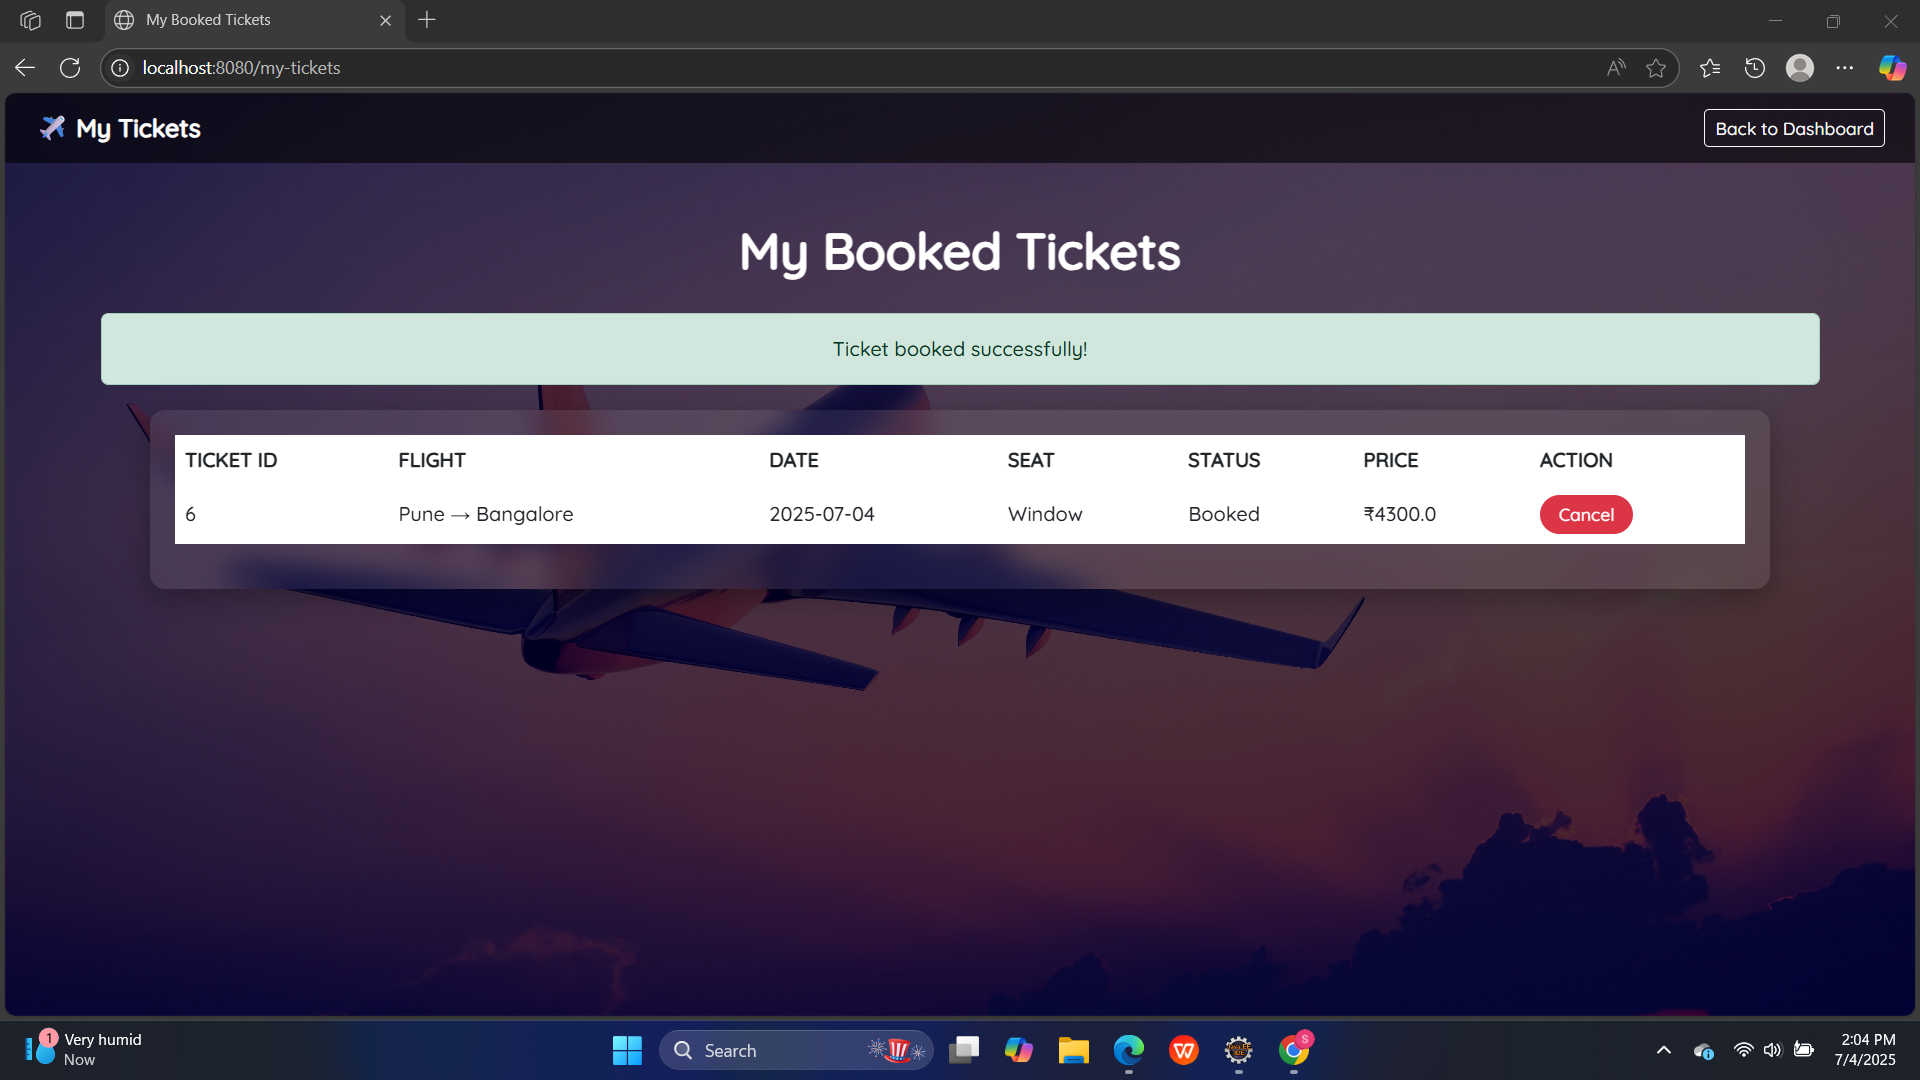 My Booked Tickets
localhost:8080/my-tickets
My Tickets
Back to Dashboard
My Booked Tickets
Ticket booked successfully!
TICKET ID FLIGHT DATE SEAT STATUS PRICE ACTION
6 Pune → Bangalore 2025-07-04 Window Booked ₹4300.0 Cancel
1
Very humid
Now
Search
S
2:04 PM
7/4/2025